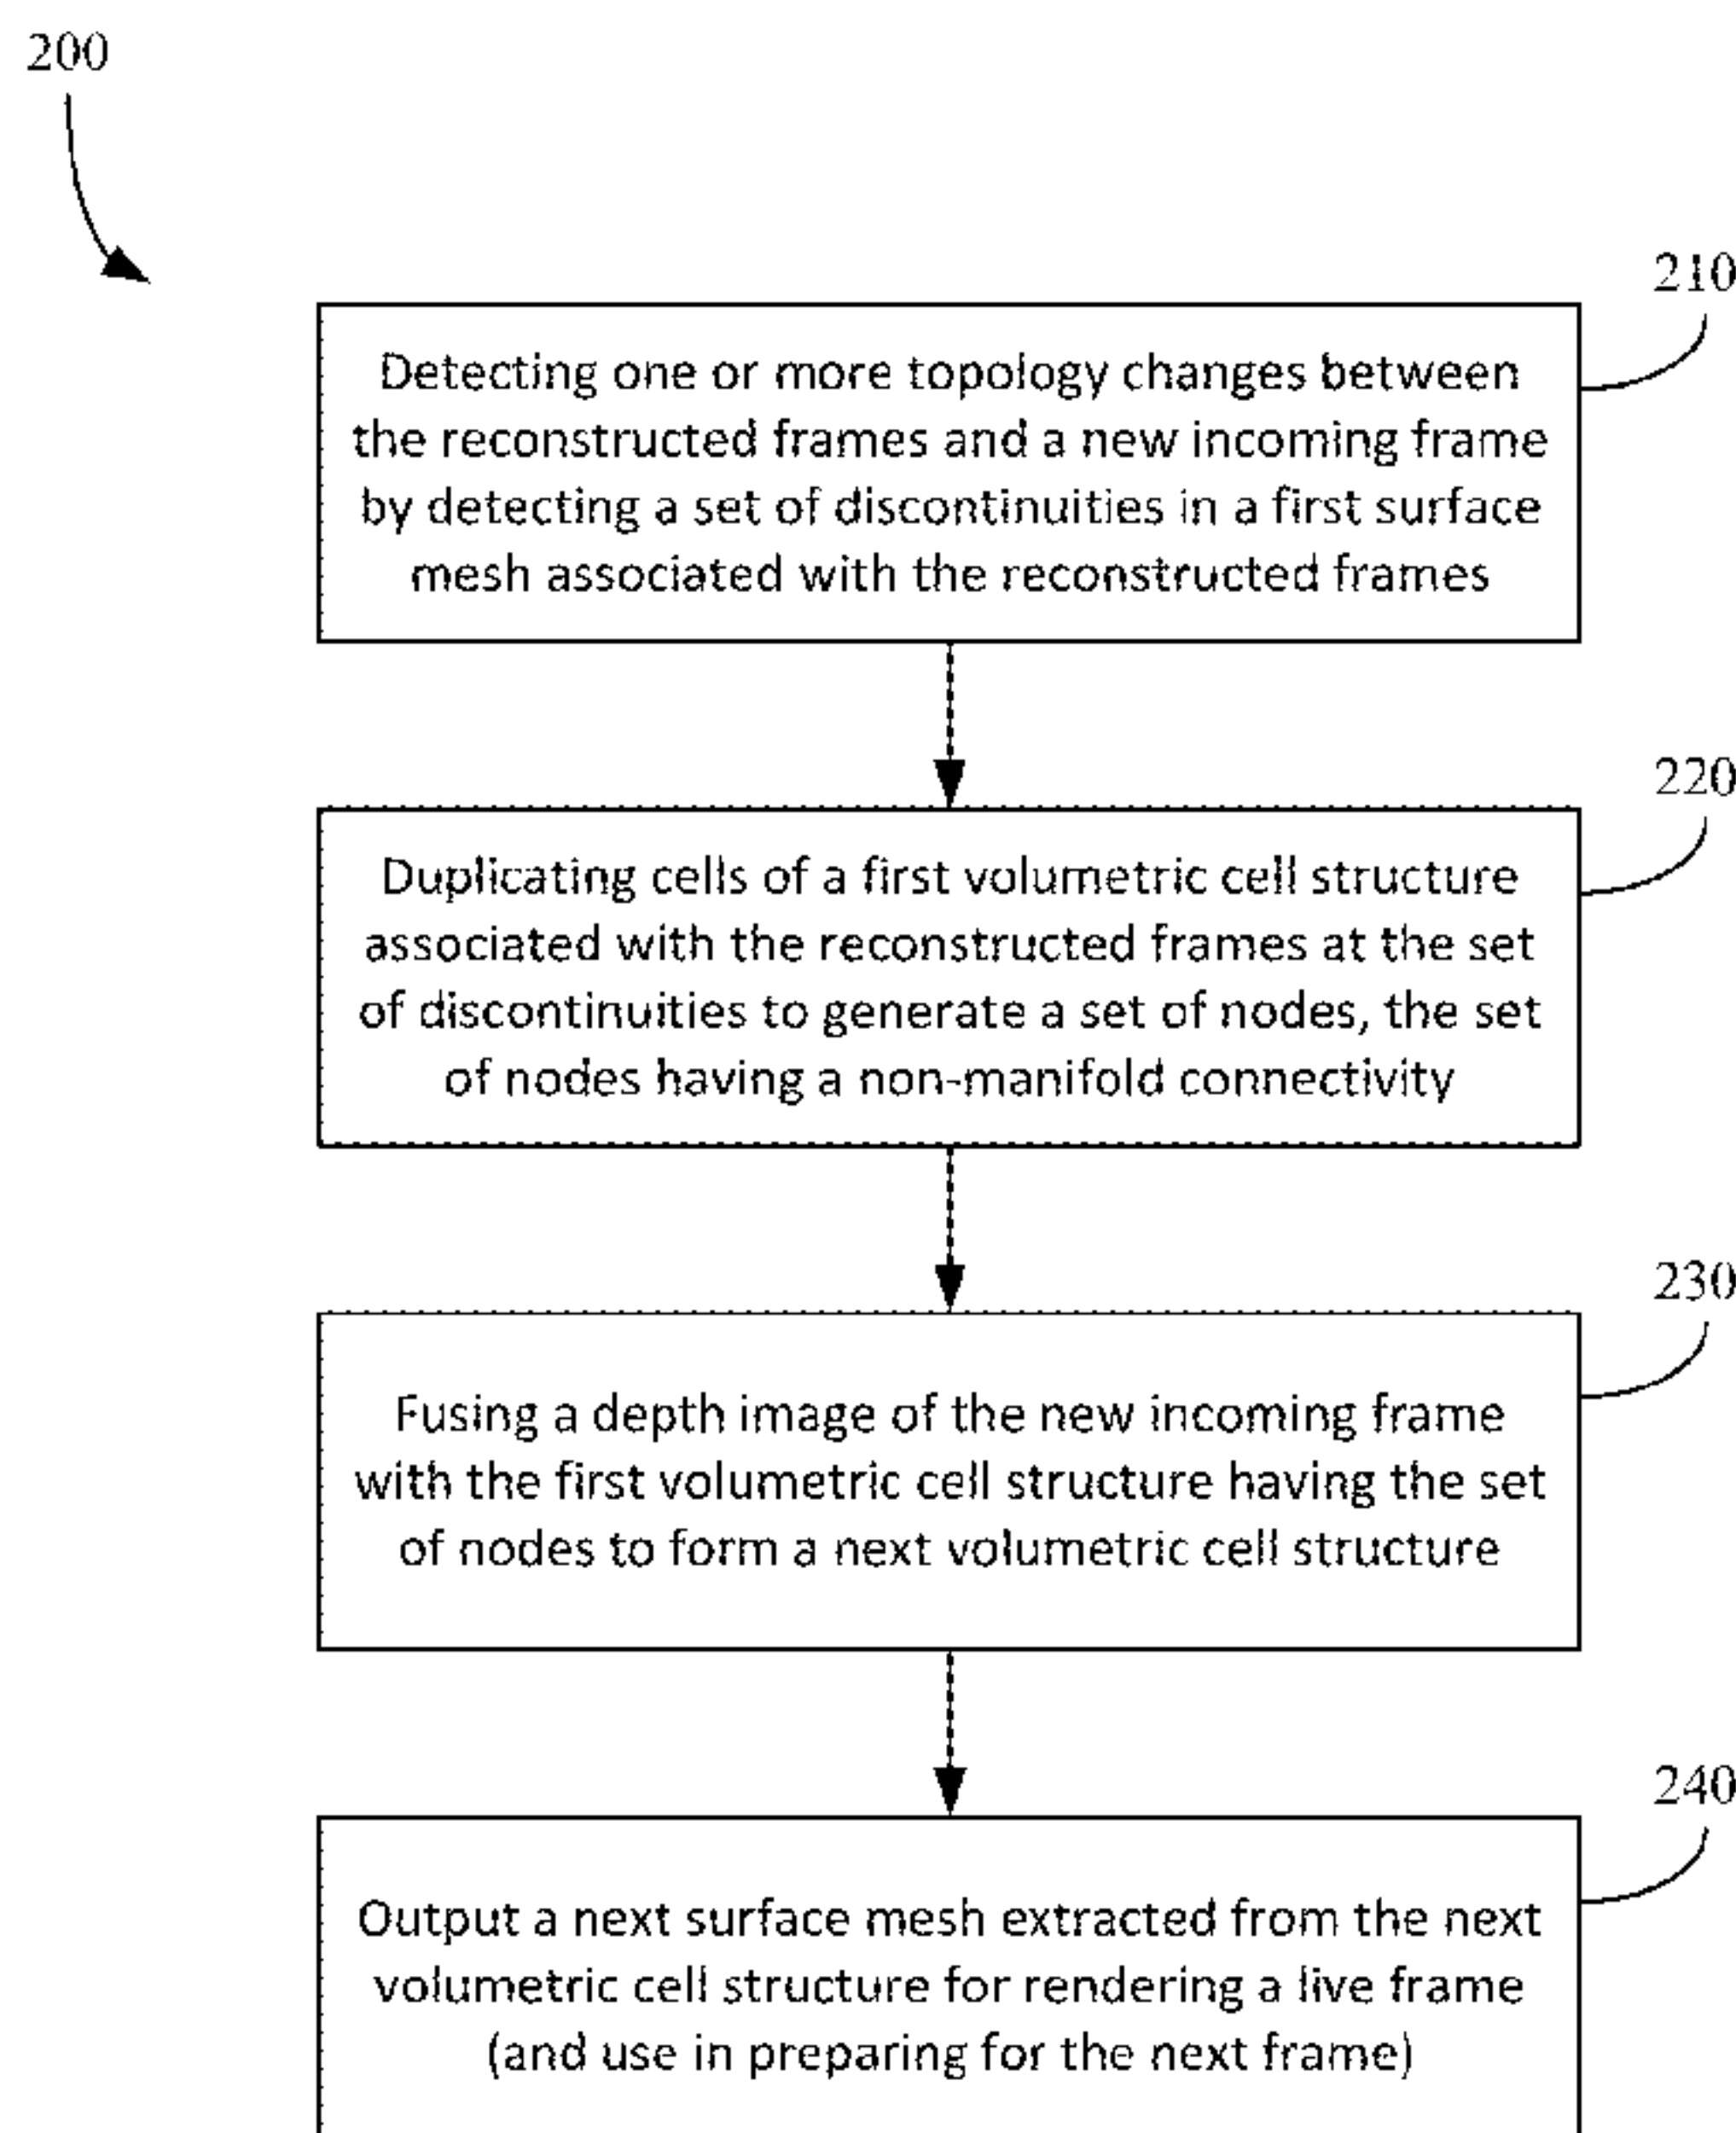 200
210
Detecting one or more topology changes between
the reconstructed frames and a new incoming frame
by detecting a set of discontinuities in a first surface
mesh associated with the reconstructed frames
220
Duplicating cells of a first volumetric cell structure
associated with the reconstructed frames at the set
of discontinuities to generate a set of nodes, the set
of nodes having a non-manifold connectivity
230
Fusing a depth image of the new incoming frame
with the first volumetric cell structure having the set
of nodes to form a next volumetric cell structure
240
Output a next surface mesh extracted from the next
volumetric cell structure for rendering a live frame
(and use in preparing for the next frame)